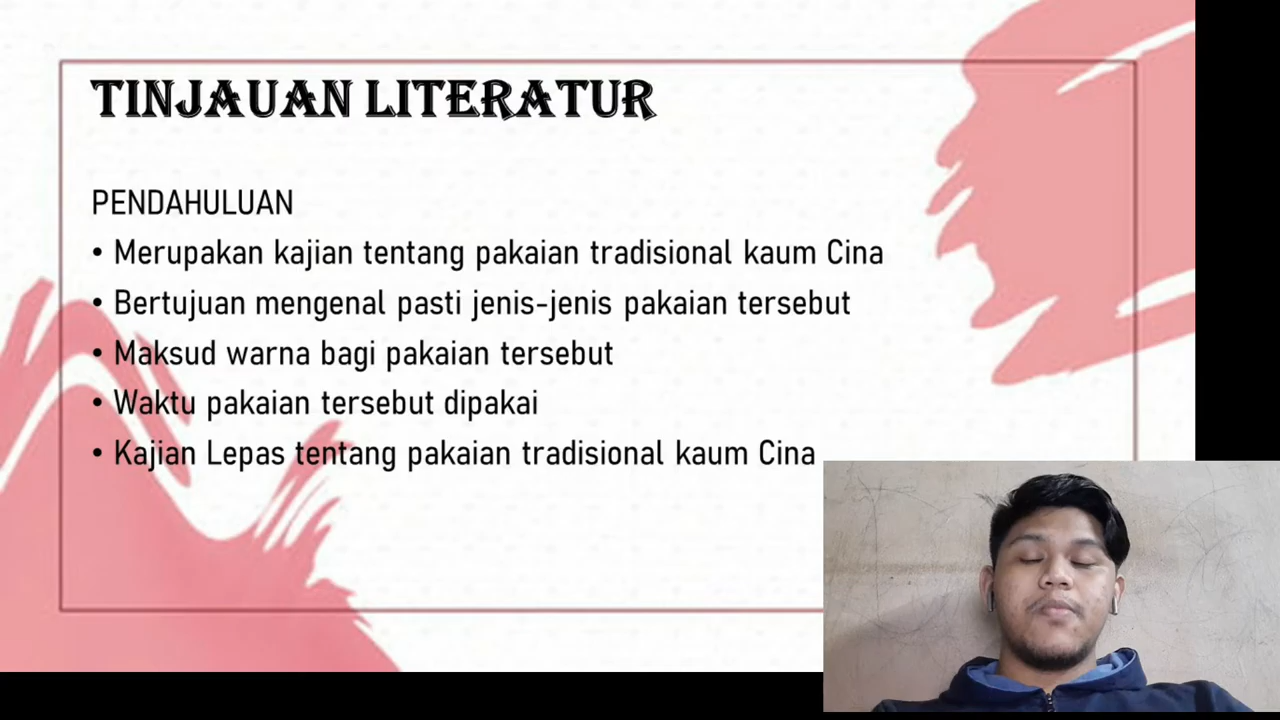 TINJAUAN LITERATUR
PENDAHULUAN
• Merupakan kajian tentang pakaian tradisional kaum Cina
• Bertujuan mengenal pasti jenis-jenis pakaian tersebut
• Maksud warna bagi pakaian tersebut
• Waktu pakaian tersebut dipakai
• Kajian Lepas tentang pakaian tradisional kaum Cina